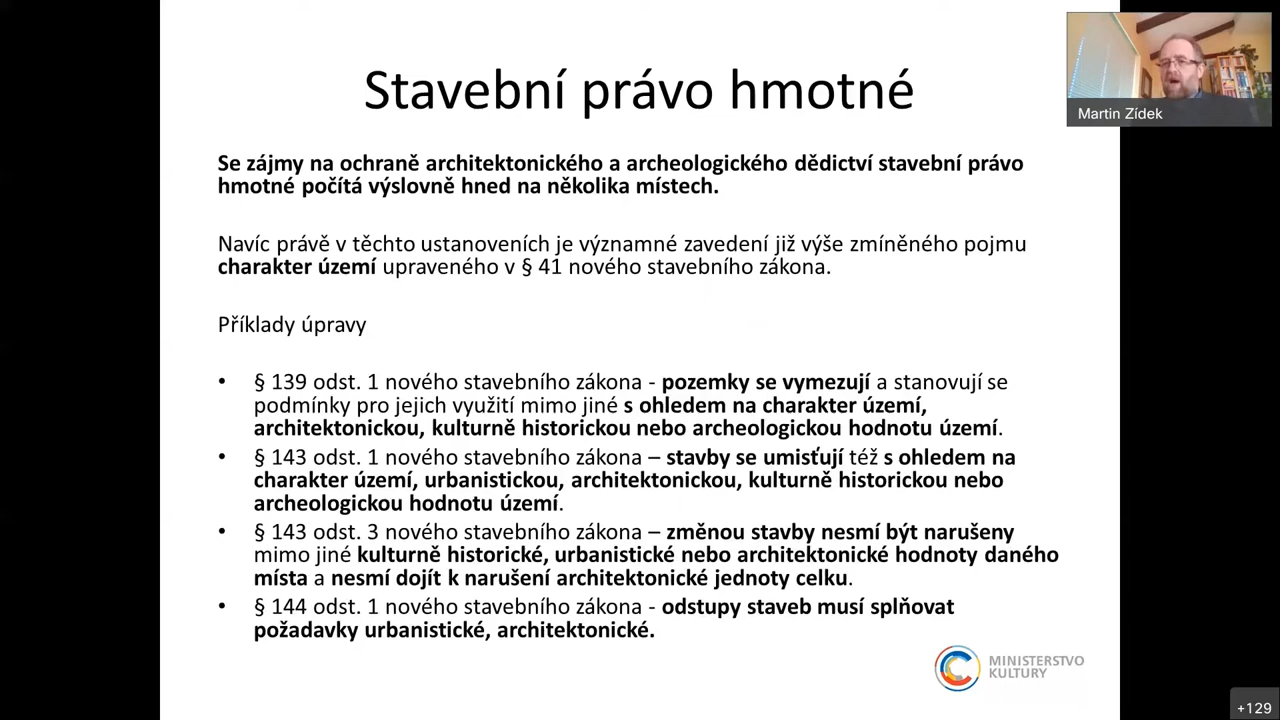 Stavební právo hmotné
Martin Zídek
Se zájmy na ochraně architektonického a archeologického dědictví stavební právo
hmotné počítá výslovně hned na několika místech.
Navíc právě v těchto ustanoveních je významné zavedení již výše zmíněného pojmu
charakter území upraveného v § 41 nového stavebního zákona.
Příklady úpravy
• § 139 odst. 1 nového stavebního zákona - pozemky se vymezují a stanovují se
podmínky pro jejich využití mimo jiné s ohledem na charakter území,
architektonickou, kulturně historickou nebo archeologickou hodnotu území.
• § 143 odst. 1 nového stavebního zákona – stavby se umisťují též s ohledem na
charakter území, urbanistickou, architektonickou, kulturně historickou nebo
archeologickou hodnotu území.
• § 143 odst. 3 nového stavebního zákona – změnou stavby nesmí být narušeny
mimo jiné kulturně historické, urbanistické nebo architektonické hodnoty daného
místa a nesmí dojít k narušení architektonické jednoty celku.
• § 144 odst. 1 nového stavebního zákona - odstupy staveb musí splňovat
požadavky urbanistické, architektonické.
MINISTERSTVO
KULTURY
+129